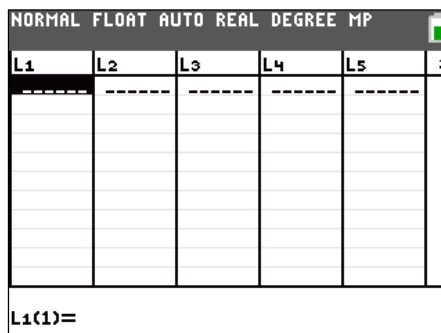 NORMAL FLOAT AUTO REAL DEGREE MP
L1 L2 L3 L4 L5
------ ------ ------ ------ ------
L1(1)=